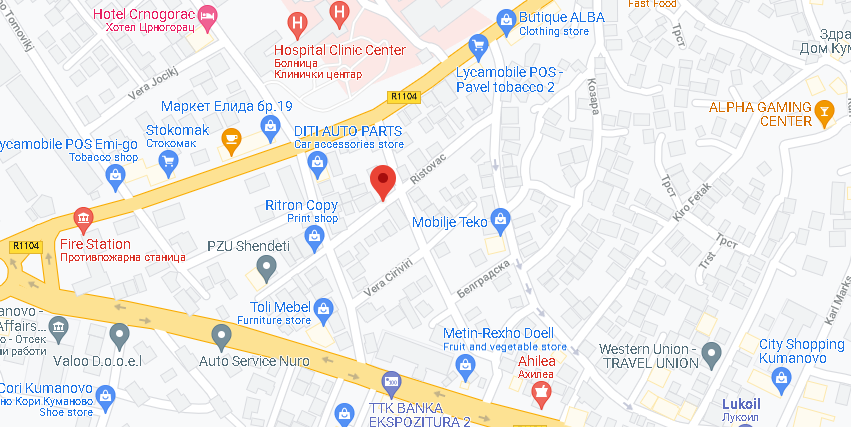 Hotel Crnogorac
Хотел Црногорац
Hospital Clinic Center
Болница
Клинички центар
Butique ALBA
Clothing store
Fast Food
Трст
Дом Кум
Lycamobile POS -
Pavel tobacco 2
Козара
ALPHA GAMING
CENTER
Vera Jocikj
R1104
Маркет Елида бр.19
Stokomak
Стокомак
DITI AUTO PARTS
Car accessories store
ycamobile POS Emi-go
Tobacco shop
Ristovac
Ritron Copy
Print shop
Mobilje Teko
Трст
Kiro Fetak
Трст
Trst
R1104
Fire Station
Противпожарна станица
PZU Shendeti
Vera Ciriviri
Белградска
Karl Marks
Toli Mebel
Furniture store
anovo -
Affairs...
о - Отсек
ни работи
Valoo D.o.o.e.l
Auto Service Nuro
Metin-Rexho Doell
Fruit and vegetable store
Ahilea
Ахилеа
Western Union -
TRAVEL UNION
City Shopping
Kumanovo
Cori Kumanovo
но Кори Куманово
Shoe store
TTK BANKA
EKSPOZITURA 2
Lukoil
Лукоил